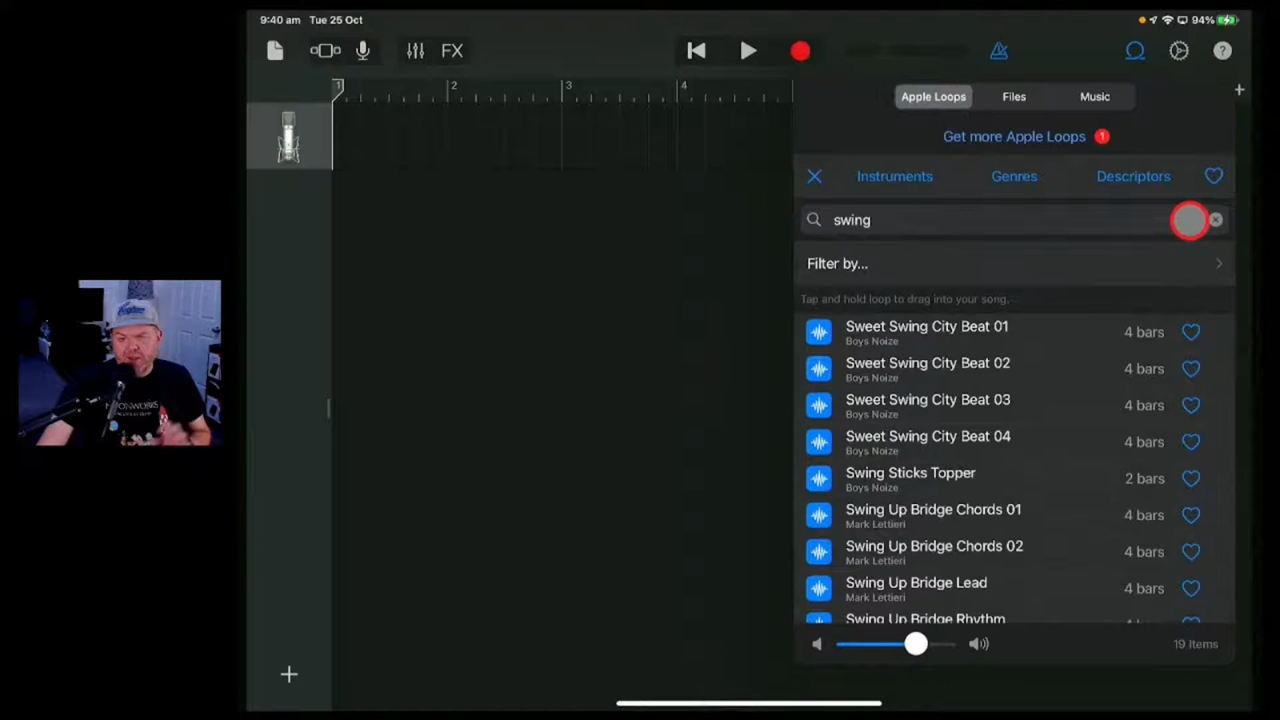 9:40 am Tue 25 Oct
94%
FX
1 2 3 4
Apple Loops Files Music
Get more Apple Loops 1
Instruments Genres Descriptors
swing
Filter by...
Tap and hold loop to drag into your song.
Sweet Swing City Beat 01 4 bars
Boys Noize
Sweet Swing City Beat 02 4 bars
Boys Noize
Sweet Swing City Beat 03 4 bars
Boys Noize
Sweet Swing City Beat 04 4 bars
Boys Noize
Swing Sticks Topper 2 bars
Boys Noize
Swing Up Bridge Chords 01 4 bars
Mark Lettieri
Swing Up Bridge Chords 02 4 bars
Mark Lettieri
Swing Up Bridge Lead 4 bars
Mark Lettieri
Swing Up Bridge Rhythm
19 Items